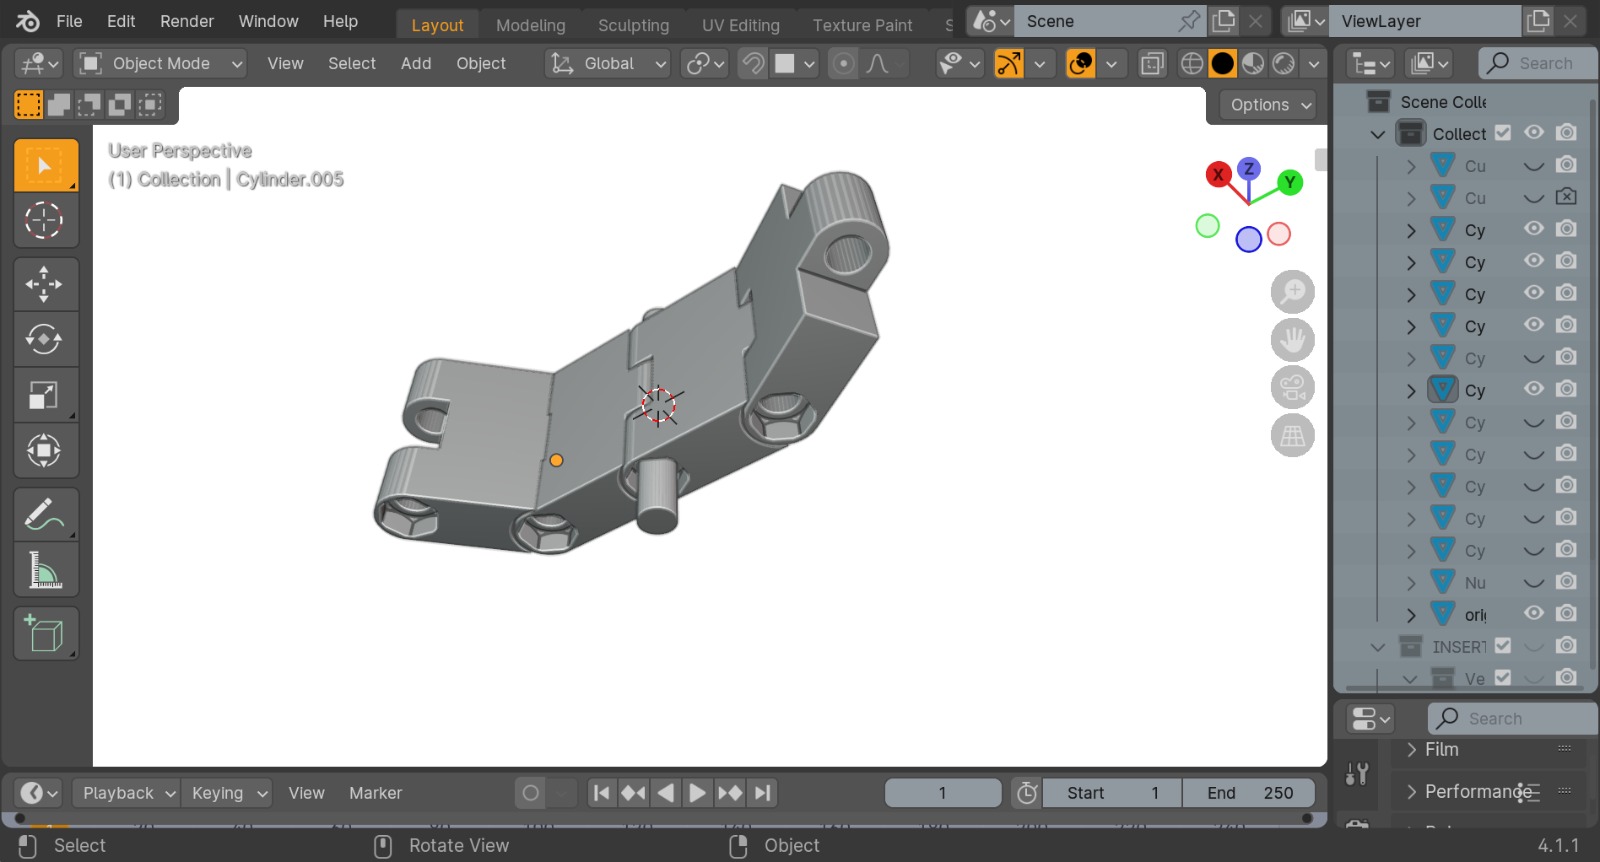 File Edit Render Window Help Layout Modeling Sculpting UV Editing Texture Paint S Scene ViewLayer
Object Mode View Select Add Object Global Search
Options
User Perspective
(1) Collection | Cylinder.005
X Z Y
Scene Colle
Collect
Cu
Cu
Cy
Cy
Cy
Cy
Cy
Cy
Cy
Cy
Cy
Cy
Cy
Nu
orig
INSERT
Ve
Search
Film
Performance
Playback Keying View Marker 1 Start 1 End 250
Select Rotate View Object 4.1.1